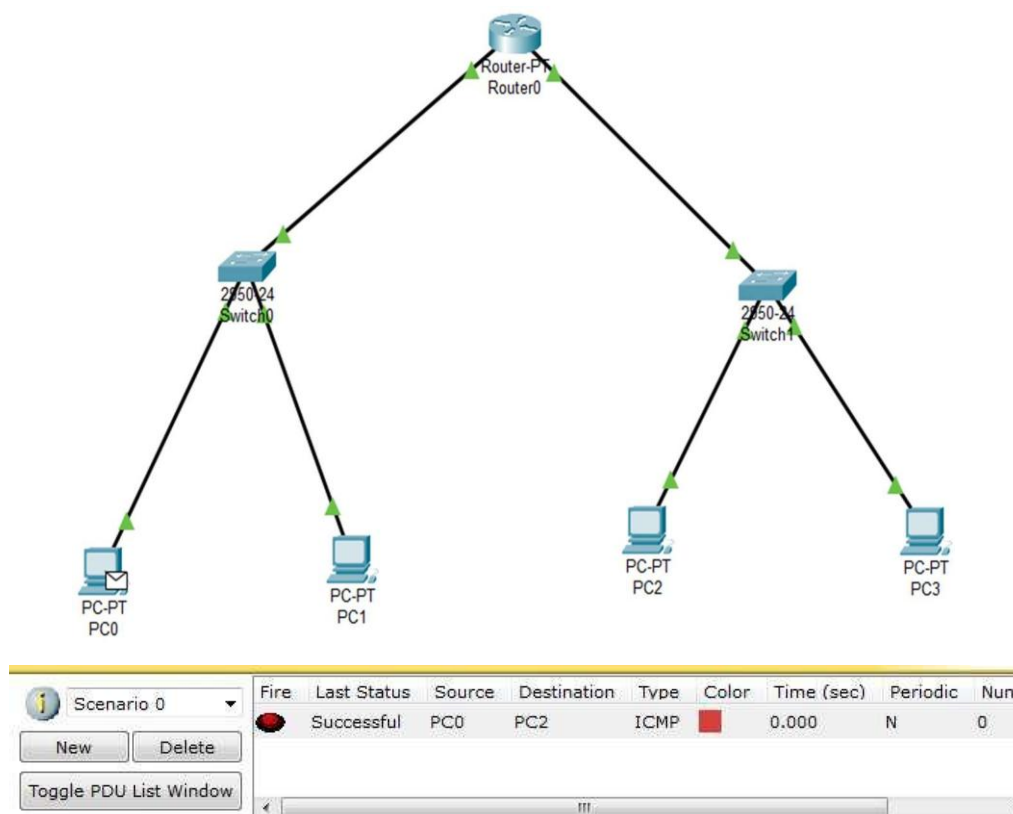 Router-PT
Router0
2950-24
Switch0
2950-24
Switch1
PC-PT
PC0
PC-PT
PC1
PC-PT
PC2
PC-PT
PC3
Scenario 0
New
Delete
Toggle PDU List Window
Fire Last Status Source Destination Type Color Time (sec) Periodic Num
Successful PC0 PC2 ICMP 0.000 N 0